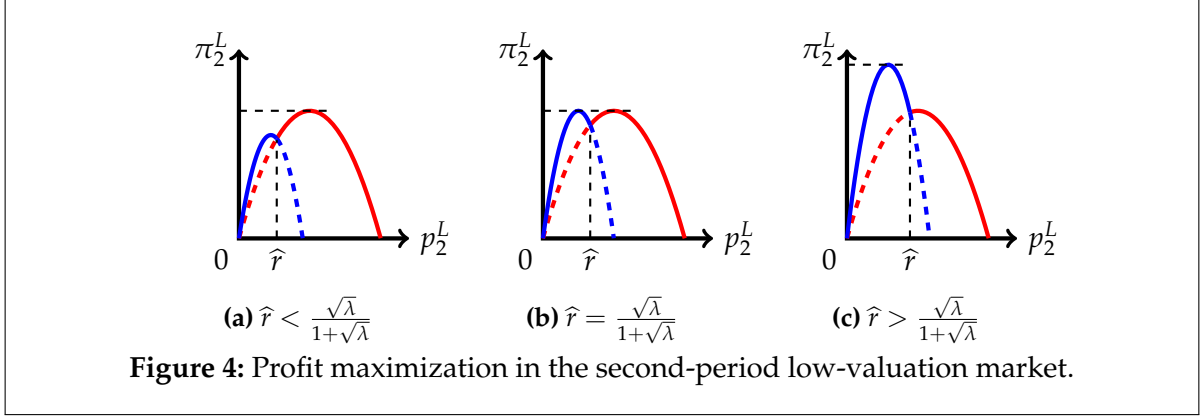 π₂ᴸ π₂ᴸ π₂ᴸ
p₂ᴸ p₂ᴸ p₂ᴸ
0 r̂ 0 r̂ 0 r̂
(a) r̂ < √λ/(1+√λ) (b) r̂ = √λ/(1+√λ) (c) r̂ > √λ/(1+√λ)
Figure 4: Profit maximization in the second-period low-valuation market.